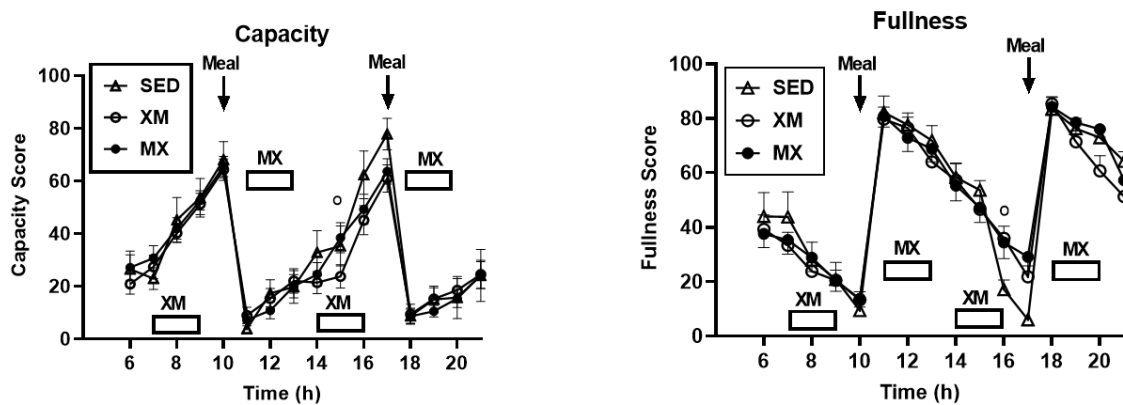 Capacity
Meal
Meal
SED
XM
MX
MX
MX
XM
XM
Capacity Score
100
80
60
40
20
0
6 8 10 12 14 16 18 20
Time (h)
Fullness
Meal
Meal
SED
XM
MX
MX
MX
XM
XM
Fullness Score
100
80
60
40
20
0
6 8 10 12 14 16 18 20
Time (h)